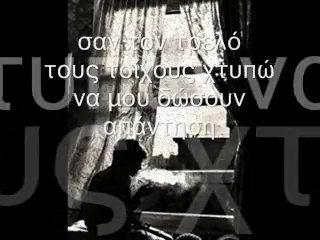 σαν τον τρελό
τους τοίχους χτυπώ
να μου δώσουν
απάντηση